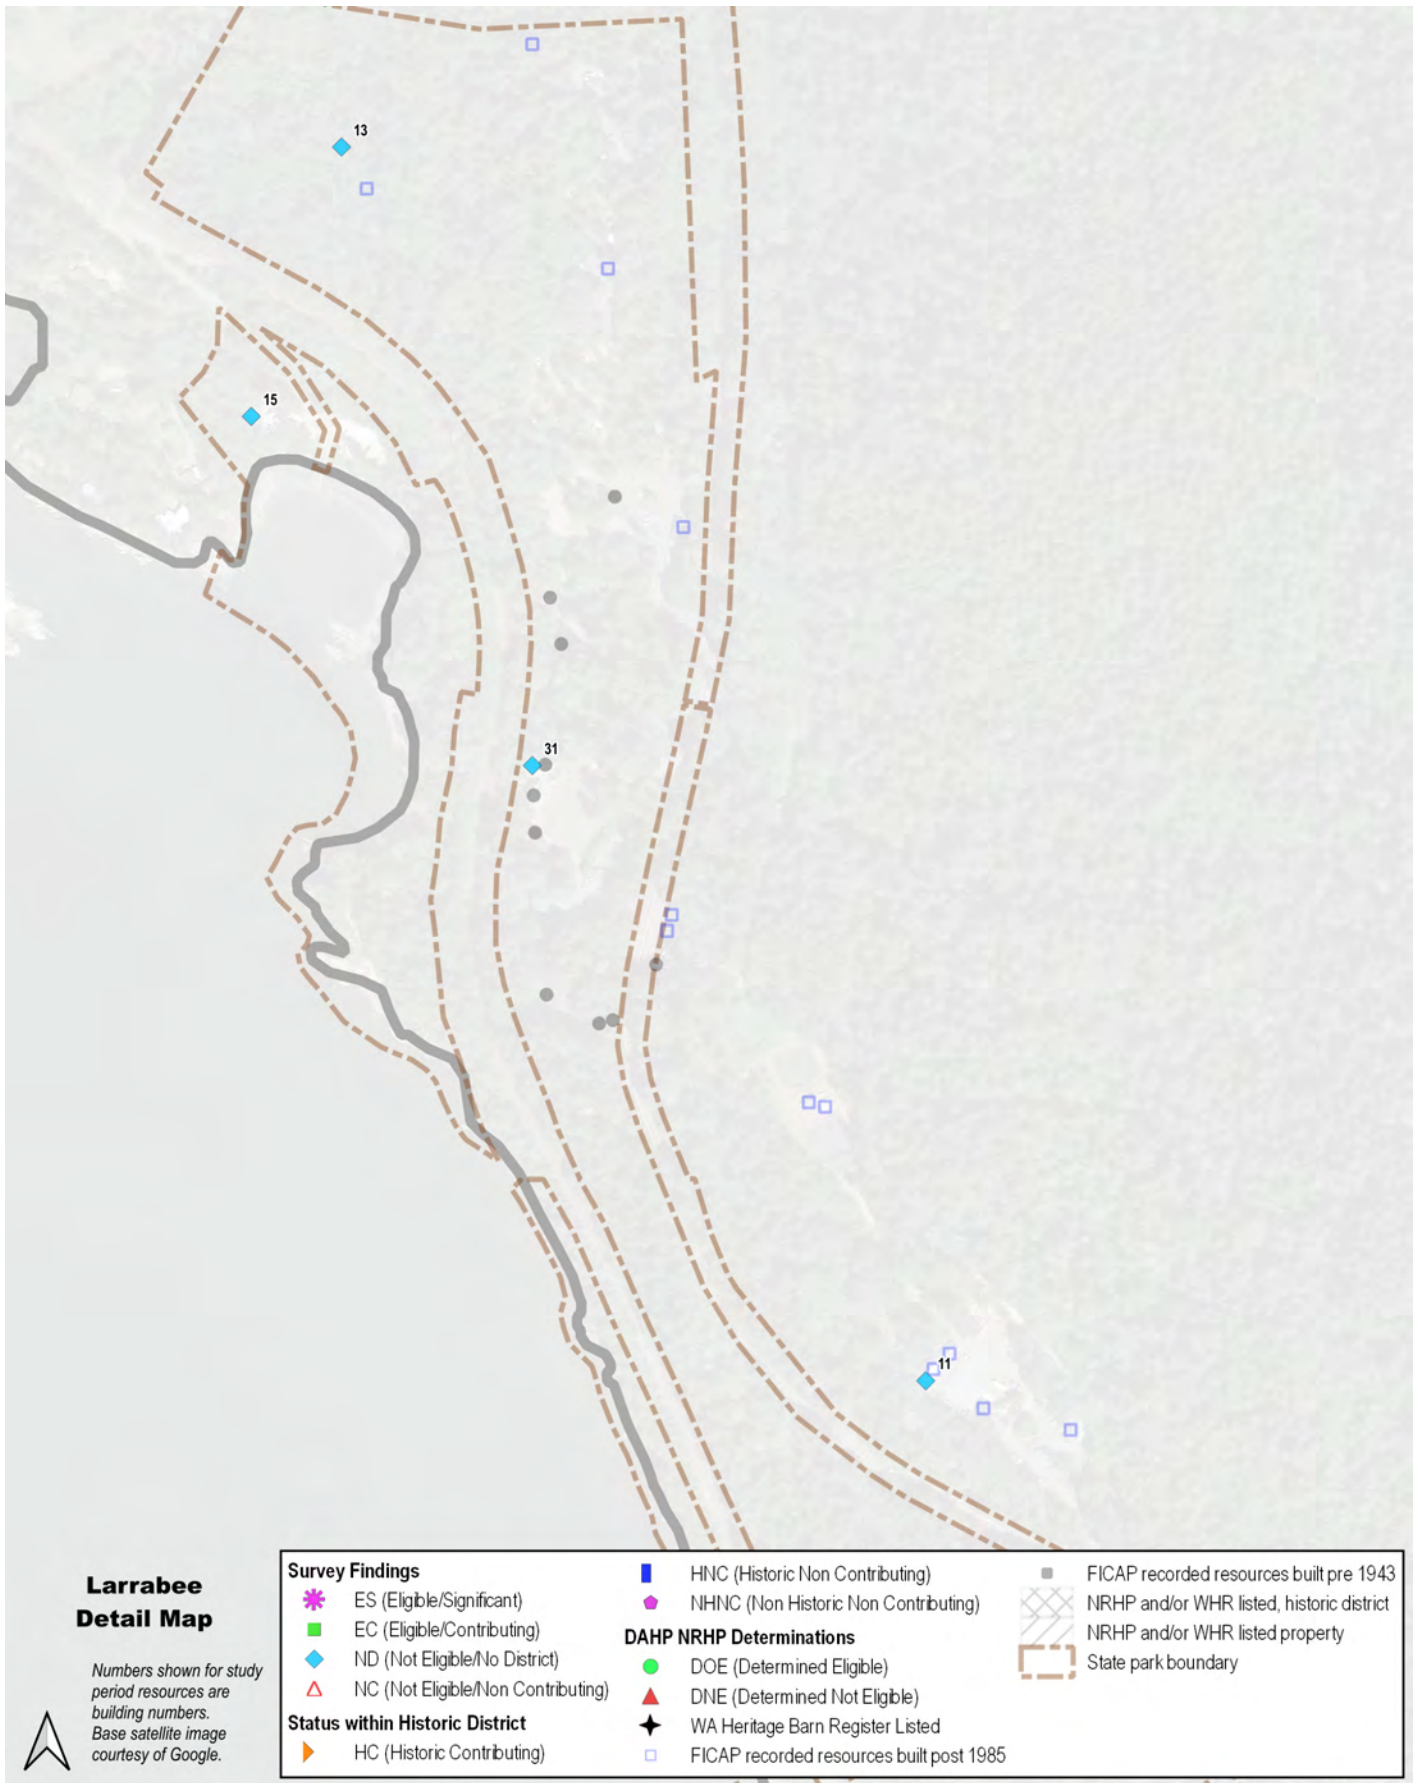 13
15
31
11
Larrabee
Detail Map
Numbers shown for study
period resources are
building numbers.
Base satellite image
courtesy of Google.
Survey Findings
ES (Eligible/Significant)
EC (Eligible/Contributing)
ND (Not Eligible/No District)
NC (Not Eligible/Non Contributing)
Status within Historic District
HC (Historic Contributing)
HNC (Historic Non Contributing)
NHNC (Non Historic Non Contributing)
DAHP NRHP Determinations
DOE (Determined Eligible)
DNE (Determined Not Eligible)
WA Heritage Barn Register Listed
FICAP recorded resources built post 1985
FICAP recorded resources built pre 1943
NRHP and/or WHR listed, historic district
NRHP and/or WHR listed property
State park boundary